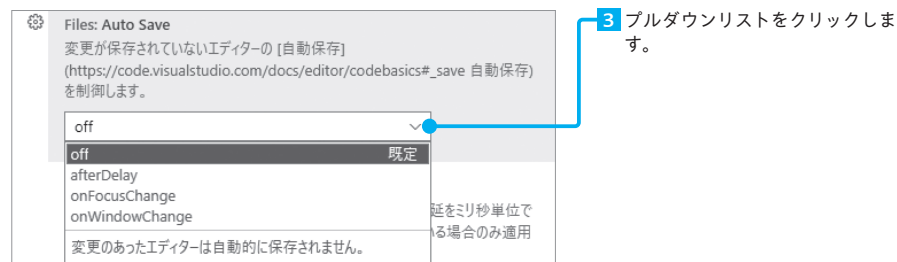 Files: Auto Save
変更が保存されていないエディターの [自動保存]
(https://code.visualstudio.com/docs/editor/codebasics#_save 自動保存)
を制御します。
off
off 既定
afterDelay
onFocusChange
onWindowChange
延をミリ秒単位で
いる場合のみ適用
変更のあったエディターは自動的に保存されません。
3 プルダウンリストをクリックしま
す。